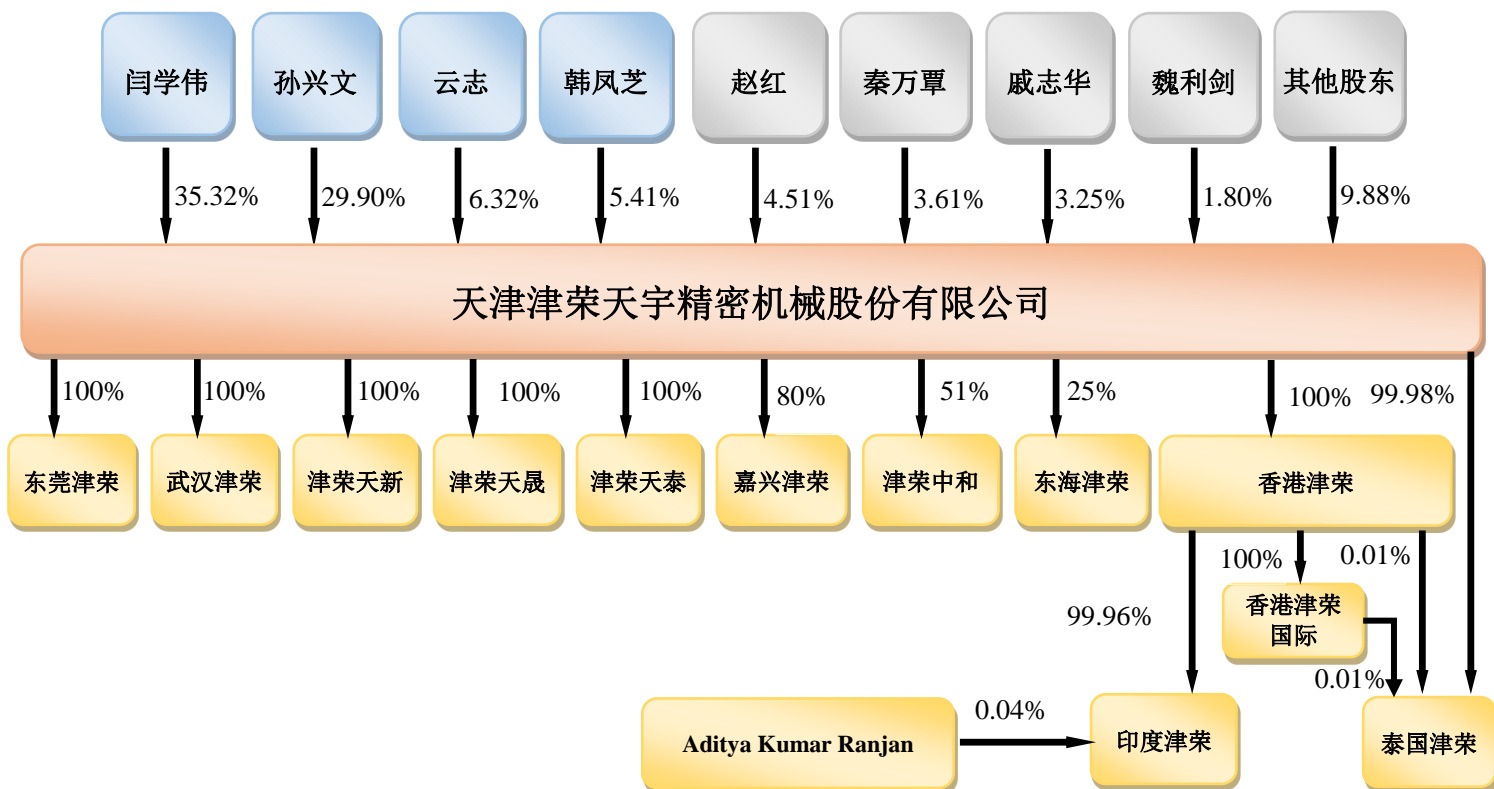 闫学伟
孙兴文
云志
韩凤芝
赵红
秦万覃
戚志华
魏利剑
其他股东
35.32%
29.90%
6.32%
5.41%
4.51%
3.61%
3.25%
1.80%
9.88%
天津津荣天宇精密机械股份有限公司
100%
100%
100%
100%
100%
80%
51%
25%
100%
99.98%
东莞津荣
武汉津荣
津荣天新
津荣天晟
津荣天泰
嘉兴津荣
津荣中和
东海津荣
香港津荣
100%
0.01%
99.96%
香港津荣
国际
0.01%
Aditya Kumar Ranjan
0.04%
印度津荣
泰国津荣